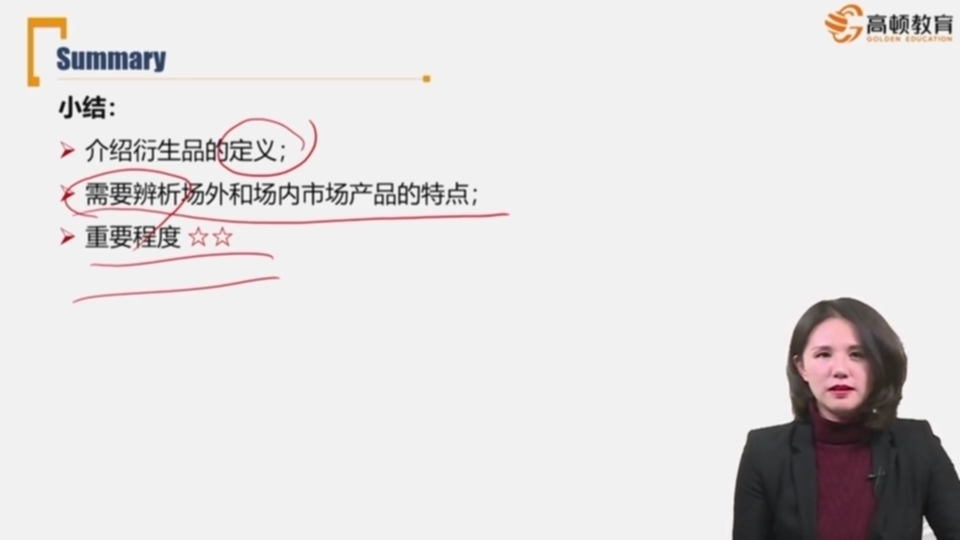 高顿教育
GOLDEN EDUCATION
Summary
小结：
介绍衍生品的定义；
需要辨析场外和场内市场产品的特点；
重要程度 ☆☆